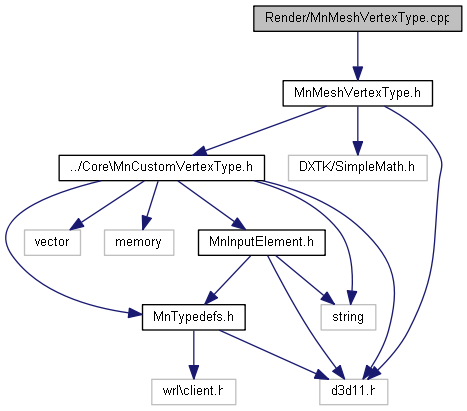 Render/MnMeshVertexType.cpp
MnMeshVertexType.h
../Core\MnCustomVertexType.h
DXTK/SimpleMath.h
vector
memory
MnInputElement.h
MnTypedefs.h
string
wrl\client.h
d3d11.h